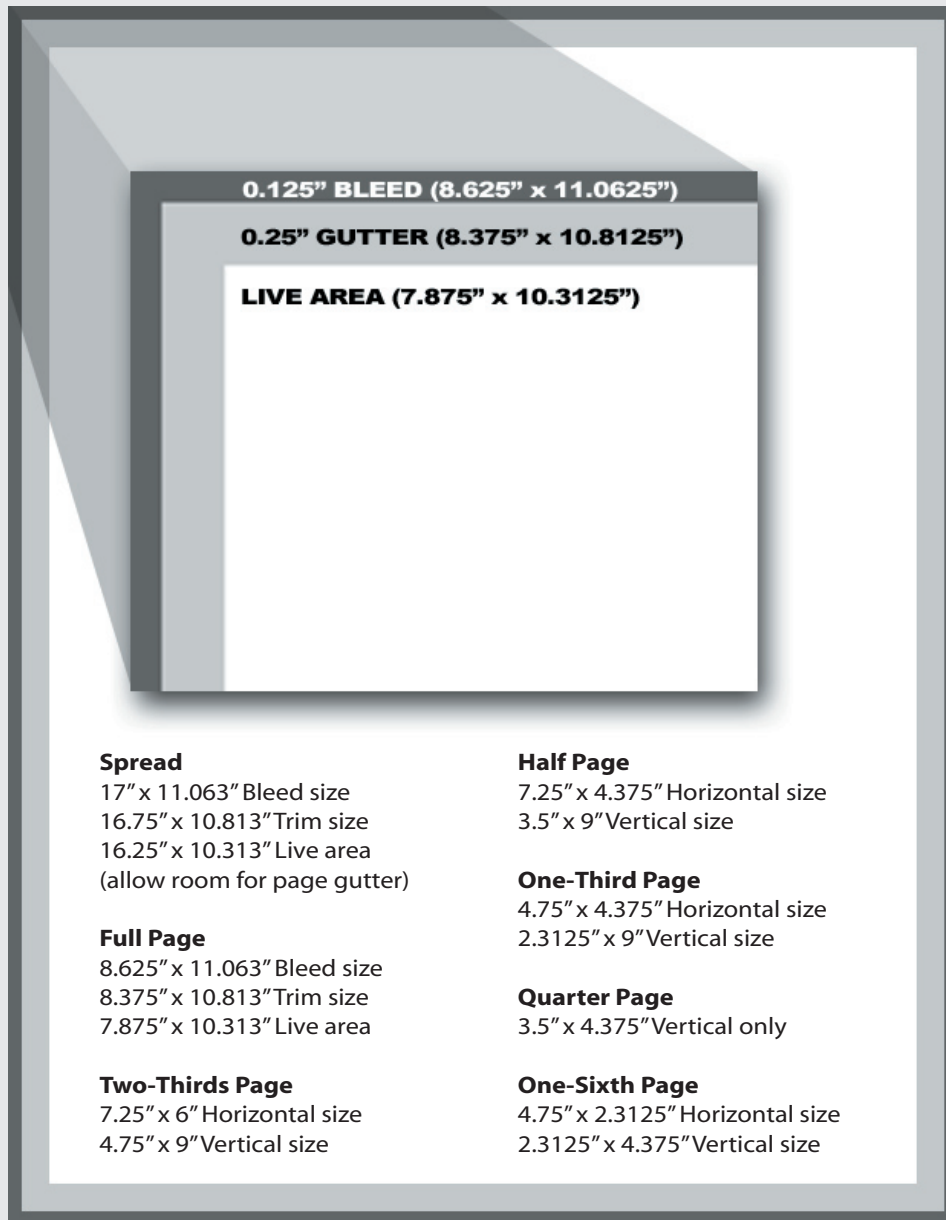 0.125” BLEED (8.625” x 11.0625”)
0.25” GUTTER (8.375” x 10.8125”)
LIVE AREA (7.875” x 10.3125”)
Spread
17” x 11.063” Bleed size
16.75” x 10.813” Trim size
16.25” x 10.313” Live area
(allow room for page gutter)
Full Page
8.625” x 11.063” Bleed size
8.375” x 10.813” Trim size
7.875” x 10.313” Live area
Two-Thirds Page
7.25” x 6” Horizontal size
4.75” x 9” Vertical size
Half Page
7.25” x 4.375” Horizontal size
3.5” x 9” Vertical size
One-Third Page
4.75” x 4.375” Horizontal size
2.3125” x 9” Vertical size
Quarter Page
3.5” x 4.375” Vertical only
One-Sixth Page
4.75” x 2.3125” Horizontal size
2.3125” x 4.375” Vertical size